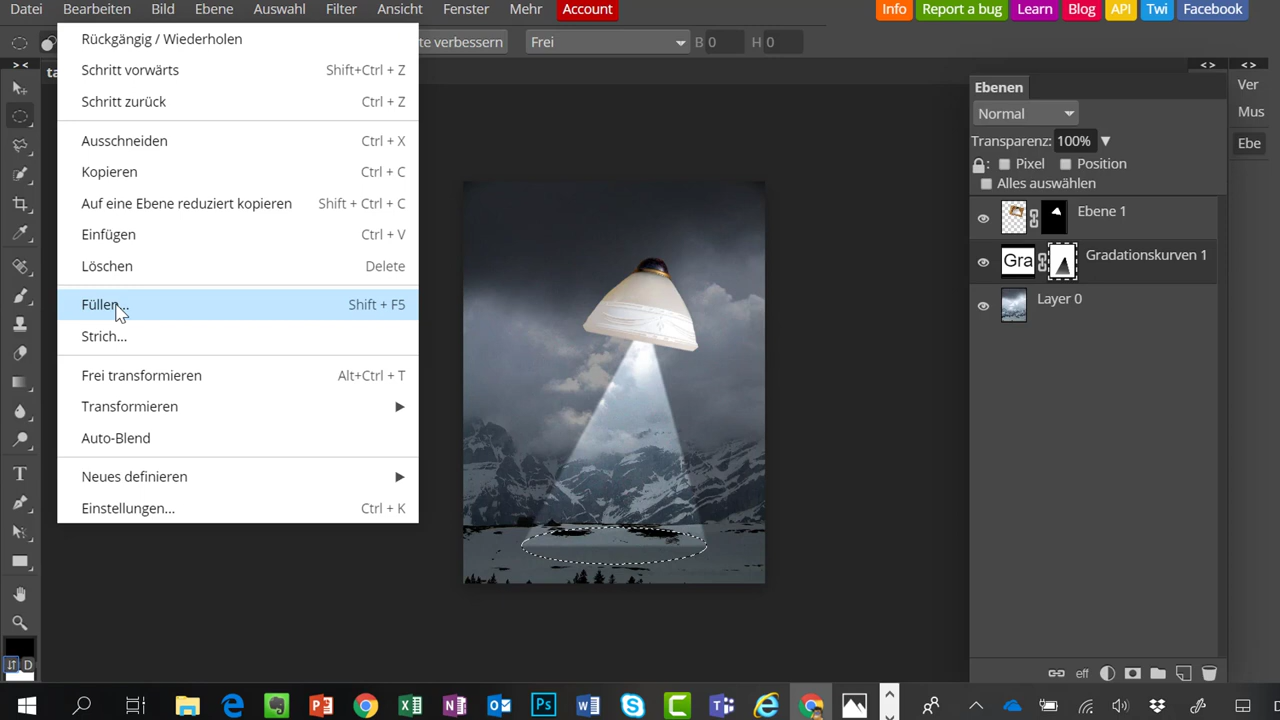 Datei Bearbeiten Bild Ebene Auswahl Filter Ansicht Fenster Mehr Account Info Report a bug Learn Blog API Twi Facebook
te verbessern Frei B 0 H 0
> < < > < >
Rückgängig / Wiederholen
Schritt vorwärts Shift+Ctrl + Z
Schritt zurück Ctrl + Z
Ausschneiden Ctrl + X
Kopieren Ctrl + C
Auf eine Ebene reduziert kopieren Shift + Ctrl + C
Einfügen Ctrl + V
Löschen Delete
Füllen... Shift + F5
Strich...
Frei transformieren Alt+Ctrl + T
Transformieren
Auto-Blend
Neues definieren
Einstellungen... Ctrl + K
Ebenen
Normal
Transparenz: 100%
: Pixel Position
Alles auswählen
Ebene 1
Gra Gradationskurven 1
Layer 0
eff
Ver
Mus
Ebe
T
D